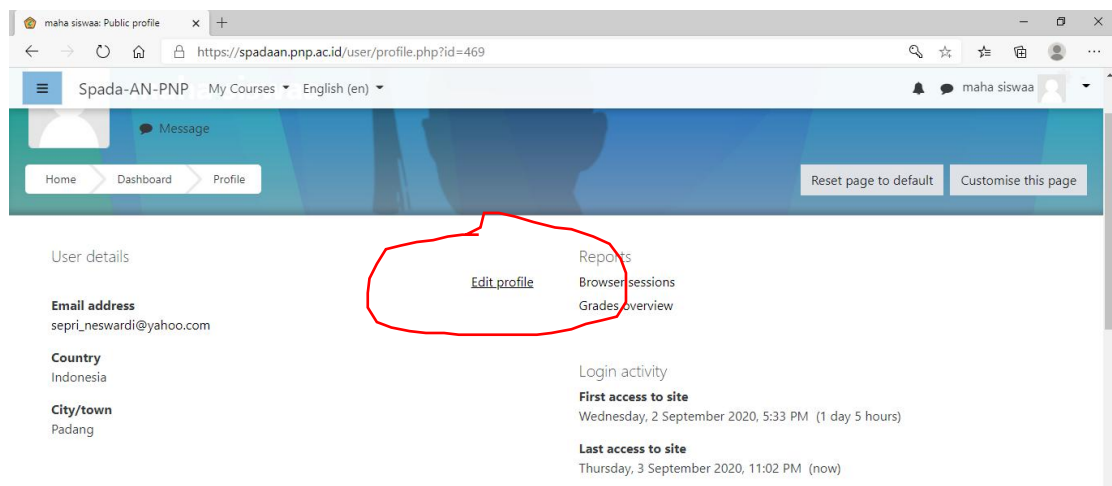 maha siswaa: Public profile
https://spadaan.pnp.ac.id/user/profile.php?id=469
Spada-AN-PNP My Courses English (en) maha siswaa
Message
Home Dashboard Profile Reset page to default Customise this page
User details
Edit profile
Email address
sepri_neswardi@yahoo.com
Country
Indonesia
City/town
Padang
Reports
Browser sessions
Grades overview
Login activity
First access to site
Wednesday, 2 September 2020, 5:33 PM (1 day 5 hours)
Last access to site
Thursday, 3 September 2020, 11:02 PM (now)